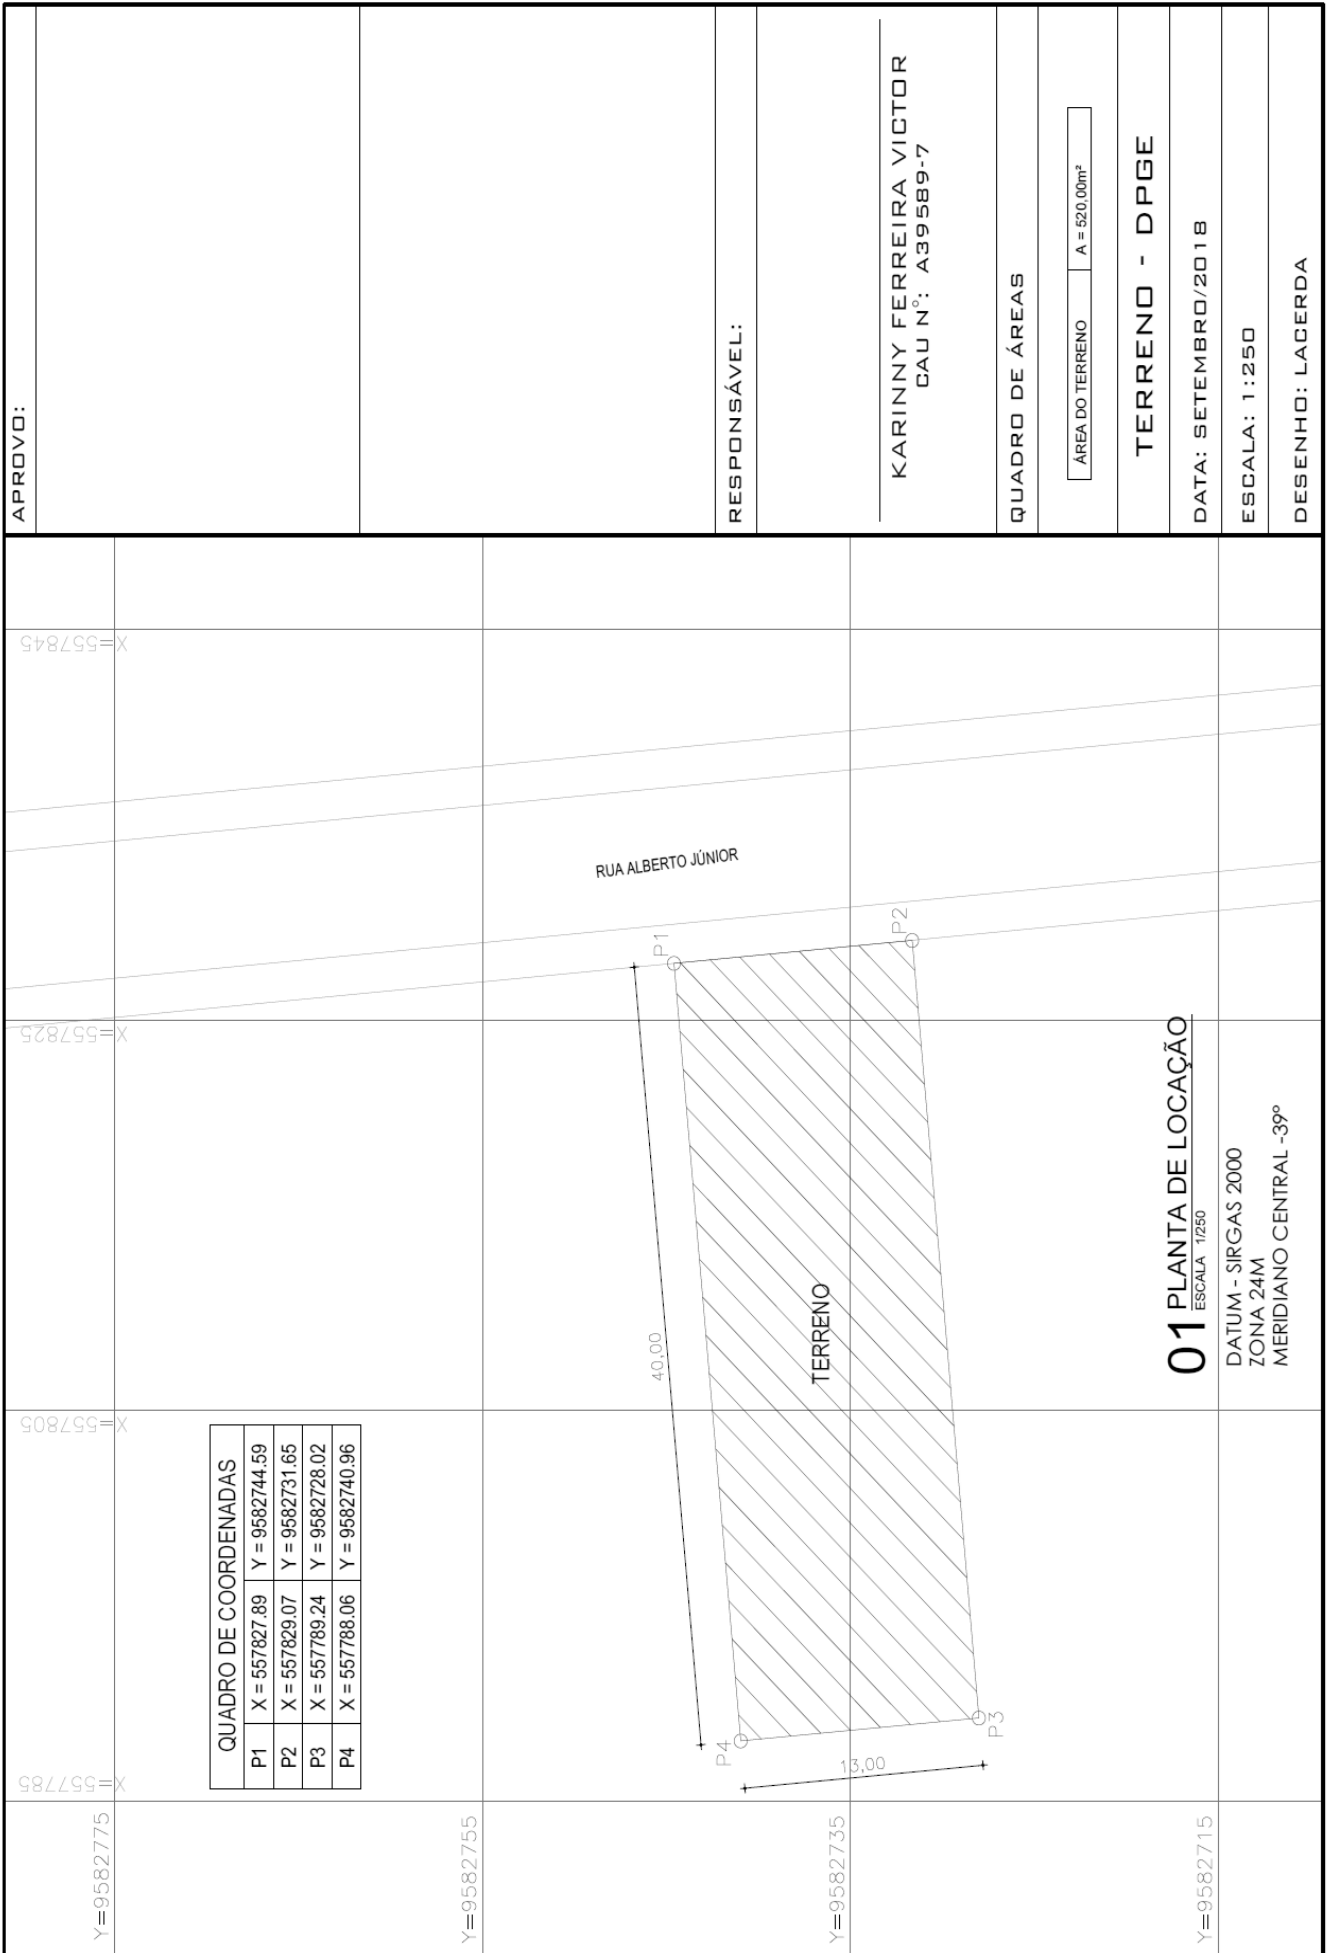 Y=9582775
Y=9582755
Y=9582735
Y=9582715
X=557785
X=557805
X=557825
X=557845
QUADRO DE COORDENADAS
P1 X = 557827.89 Y = 9582744.59
P2 X = 557829.07 Y = 9582731.65
P3 X = 557789.24 Y = 9582728.02
P4 X = 557788.06 Y = 9582740.96
40,00
13,00
P4
P3
P1
P2
TERRENO
RUA ALBERTO JÚNIOR
01 PLANTA DE LOCAÇÃO
ESCALA 1/250
DATUM - SIRGAS 2000
ZONA 24M
MERIDIANO CENTRAL -39°
APROVO:
RESPONSÁVEL:
KARINNY FERREIRA VICTOR
CAU N°: A39589-7
QUADRO DE ÁREAS
ÁREA DO TERRENO A = 520,00m²
TERRENO - DPGE
DATA: SETEMBRO/2018
ESCALA: 1:250
DESENHO: LACERDA